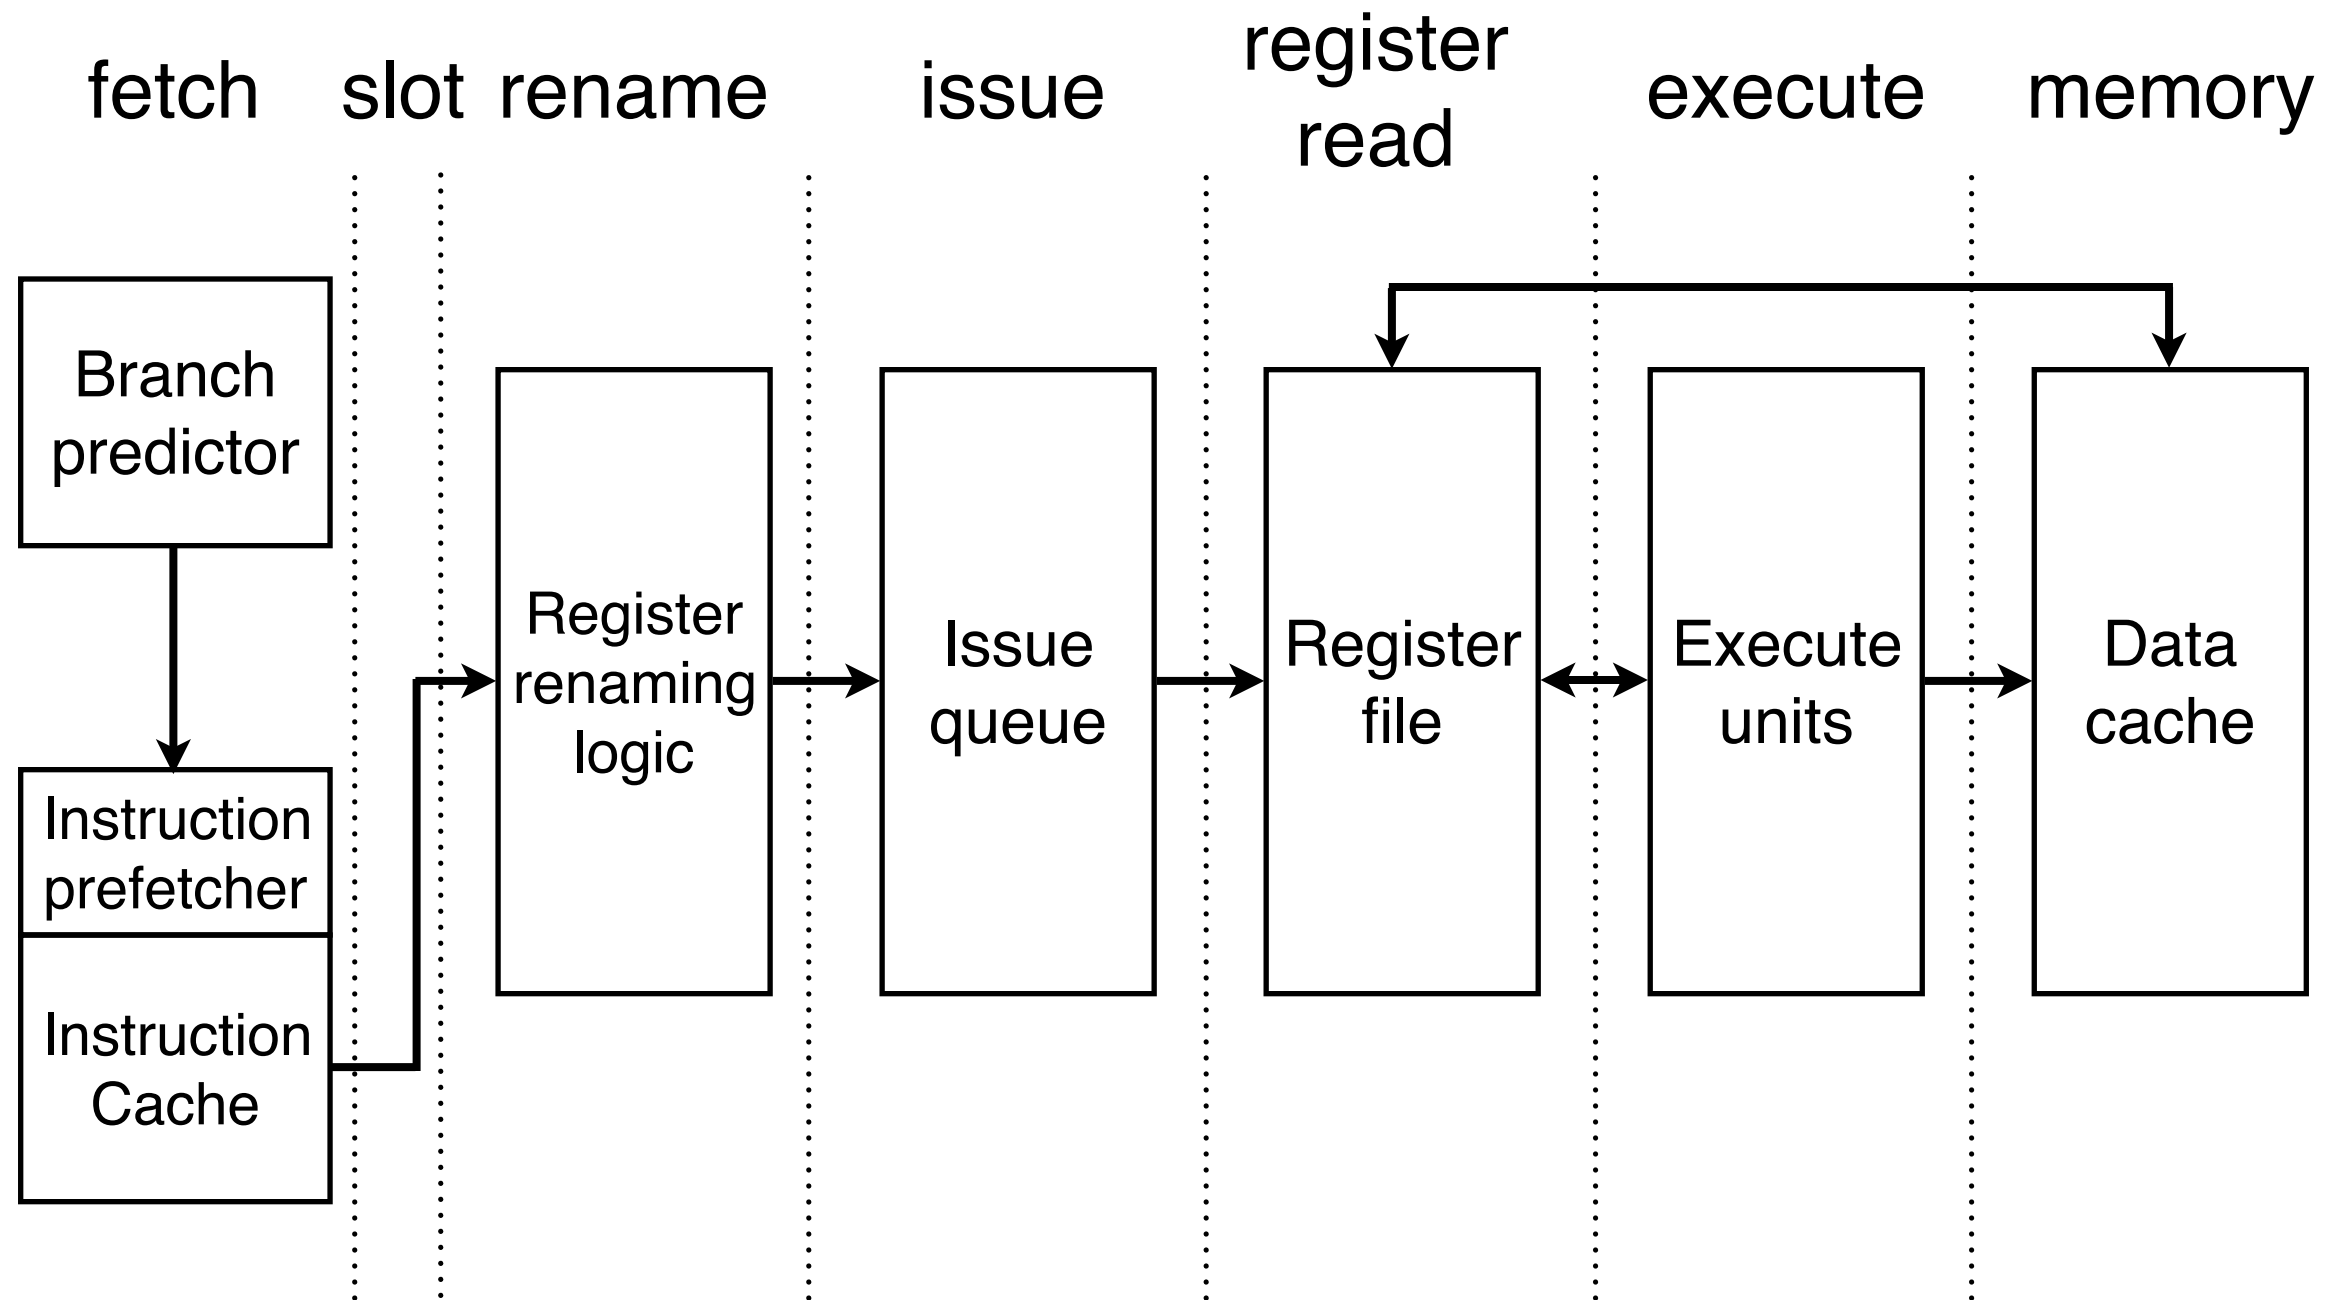 fetch
slot
rename
issue
register
read
execute
memory
Branch
predictor
Instruction
prefetcher
Instruction
Cache
Register
renaming
logic
Issue
queue
Register
file
Execute
units
Data
cache